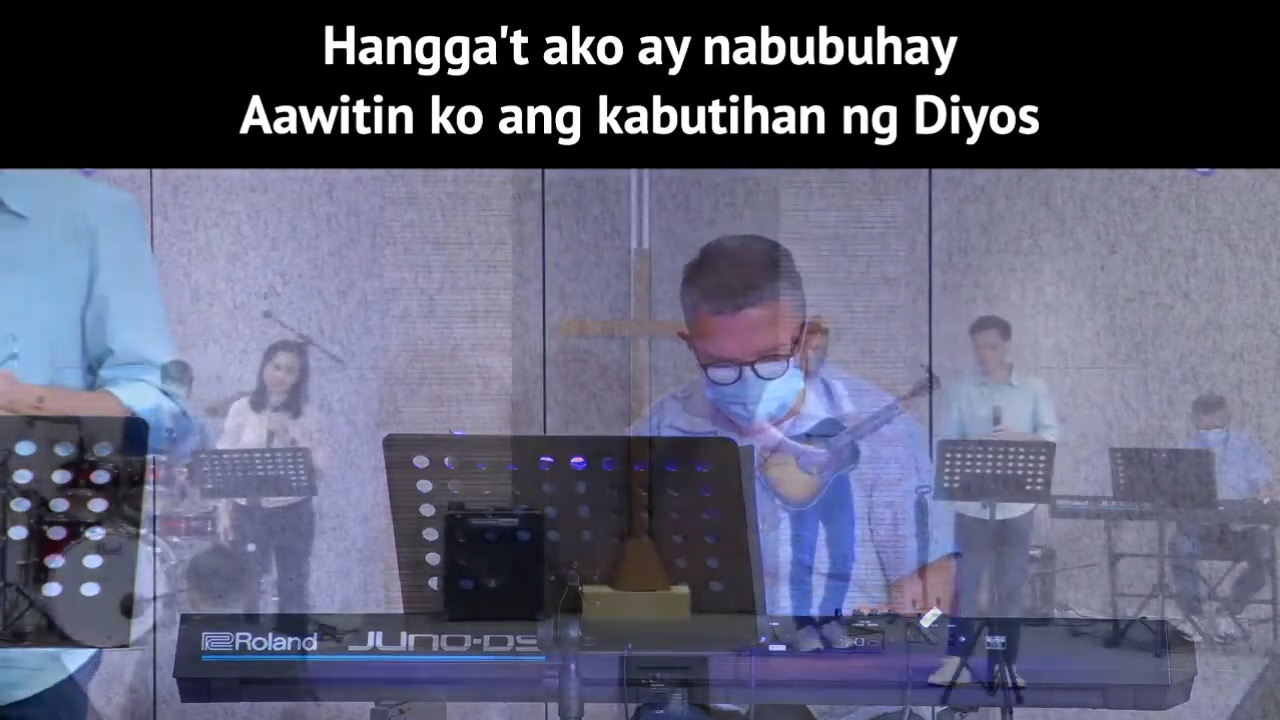 Hangga't ako ay nabubuhay
Aawitin ko ang kabutihan ng Diyos
Roland JUNO-DS